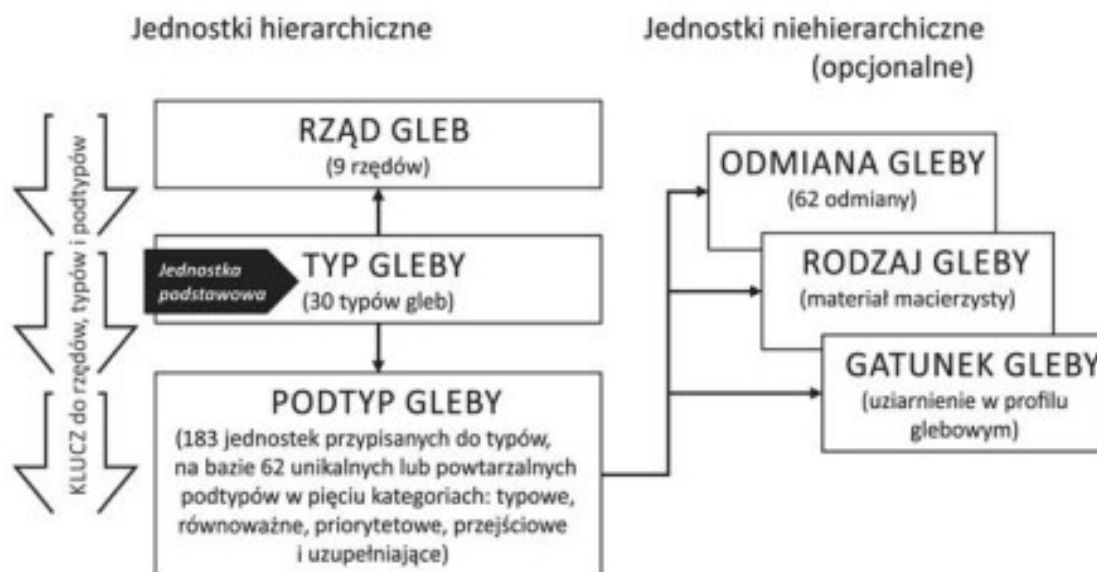 Jednostki hierarchiczne
Jednostki niehierarchiczne
(opcjonalne)
KLUCZ do rzędów, typów i podtypów
RZĄD GLEB
(9 rzędów)
Jednostka
podstawowa
TYP GLEBY
(30 typów gleb)
PODTYP GLEBY
(183 jednostek przypisanych do typów,
na bazie 62 unikalnych lub powtarzalnych
podtypów w pięciu kategoriach: typowe,
równoważne, priorytetowe, przejściowe
i uzupełniające)
ODMIANA GLEBY
(62 odmiany)
RODZAJ GLEBY
(materiał macierzysty)
GATUNEK GLEBY
(uziarnienie w profilu
glebowym)